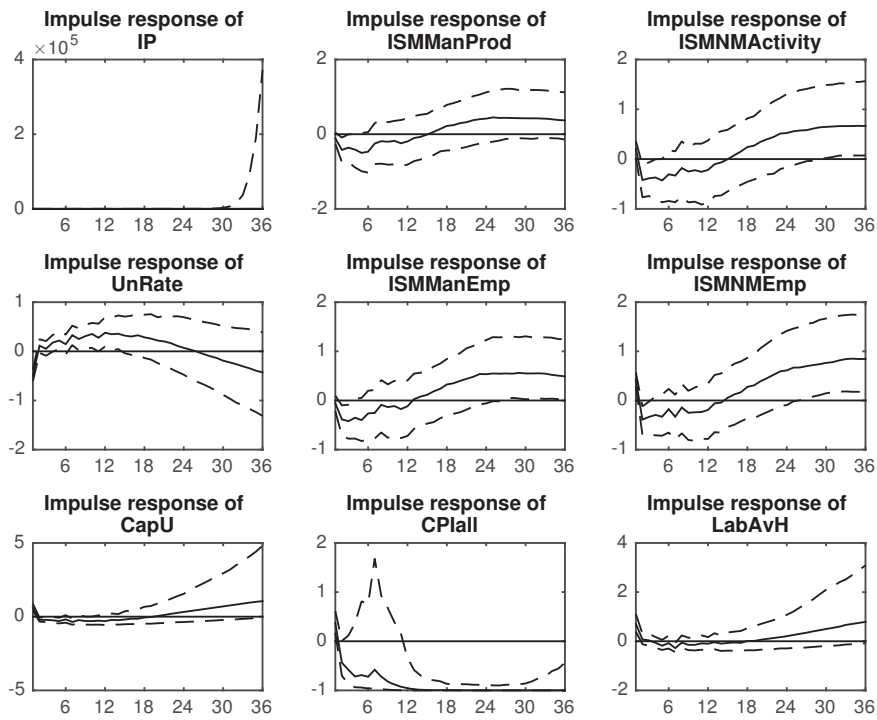 Impulse response of
IP
×10^5
4
2
0
6 12 18 24 30 36
Impulse response of
ISMManProd
2
0
-2
6 12 18 24 30 36
Impulse response of
ISMNMActivity
2
1
0
-1
6 12 18 24 30 36
Impulse response of
UnRate
1
0
-1
-2
6 12 18 24 30 36
Impulse response of
ISMManEmp
2
1
0
-1
6 12 18 24 30 36
Impulse response of
ISMNMEmp
2
1
0
-1
6 12 18 24 30 36
Impulse response of
CapU
5
0
-5
6 12 18 24 30 36
Impulse response of
CPIall
2
1
0
-1
6 12 18 24 30 36
Impulse response of
LabAvH
4
2
0
-2
6 12 18 24 30 36